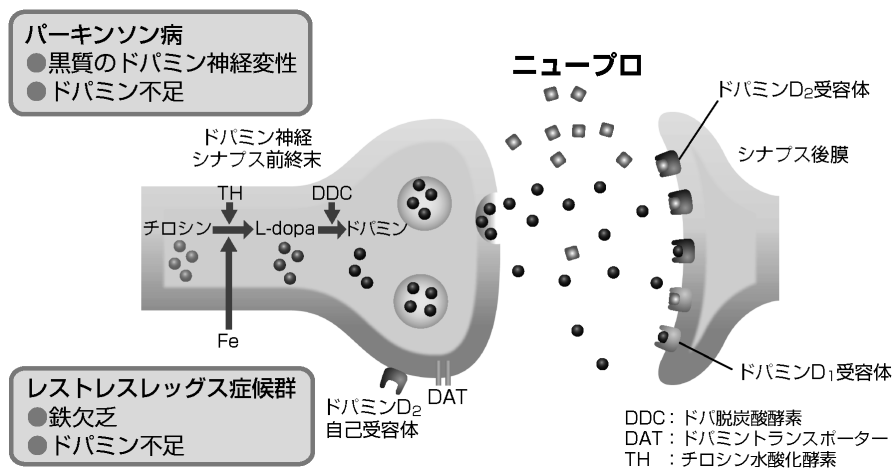 パーキンソン病
●黒質のドパミン神経変性
●ドパミン不足
ニュープロ
ドパミンD₂受容体
シナプス後膜
ドパミン神経
シナプス前終末
TH
DDC
チロシン
L-dopa
ドパミン
Fe
レストレスレッグス症候群
●鉄欠乏
●ドパミン不足
ドパミンD₂
自己受容体
DAT
ドパミンD₁受容体
DDC：ドパ脱炭酸酵素
DAT：ドパミントランスポーター
TH：チロシン水酸化酵素